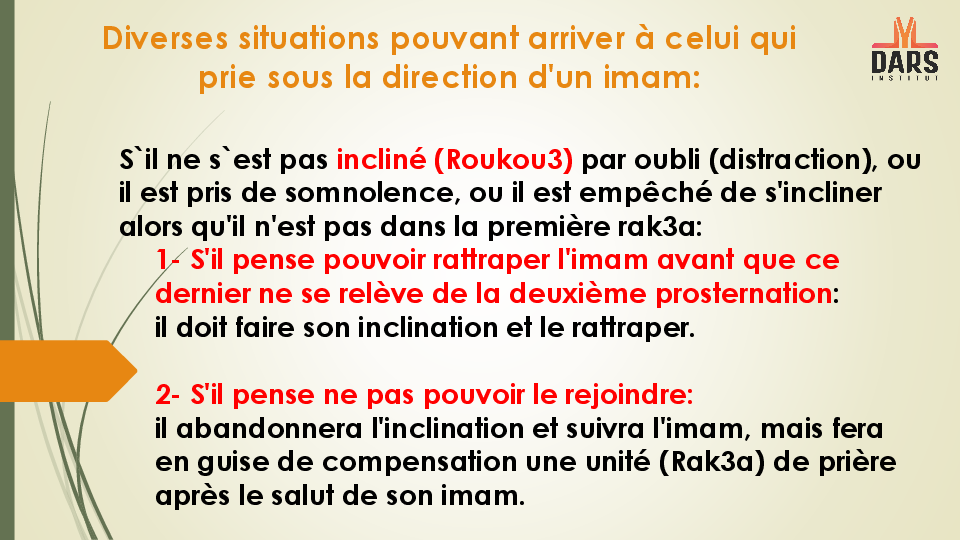 Diverses situations pouvant arriver à celui qui
prie sous la direction d'un imam:
DARS
INSTITUT
S`il ne s`est pas incliné (Roukou3) par oubli (distraction), ou
il est pris de somnolence, ou il est empêché de s'incliner
alors qu'il n'est pas dans la première rak3a:
1- S'il pense pouvoir rattraper l'imam avant que ce
dernier ne se relève de la deuxième prosternation:
il doit faire son inclination et le rattraper.
2- S'il pense ne pas pouvoir le rejoindre:
il abandonnera l'inclination et suivra l'imam, mais fera
en guise de compensation une unité (Rak3a) de prière
après le salut de son imam.